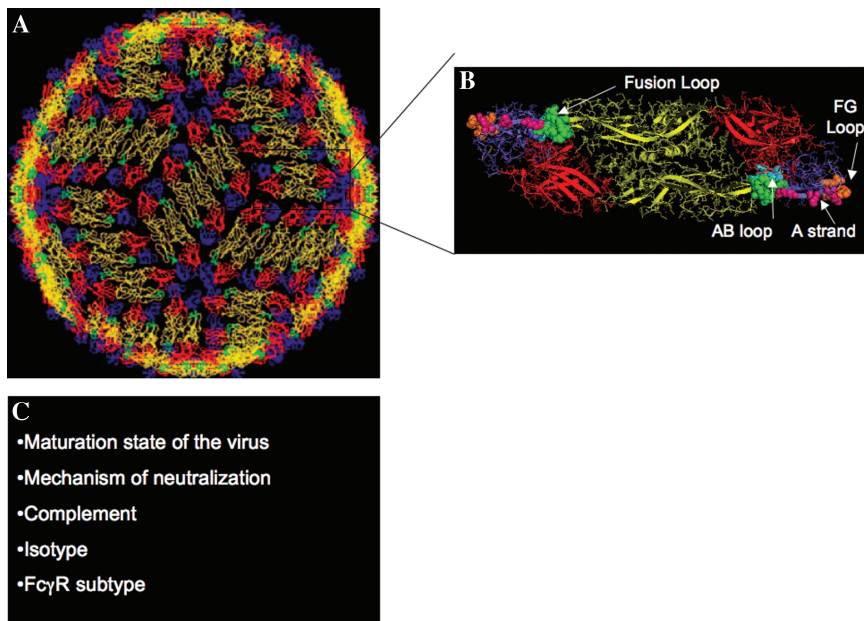 A
B
Fusion Loop
FG
Loop
AB loop
A strand
C
•Maturation state of the virus
•Mechanism of neutralization
•Complement
•Isotype
•FcγR subtype